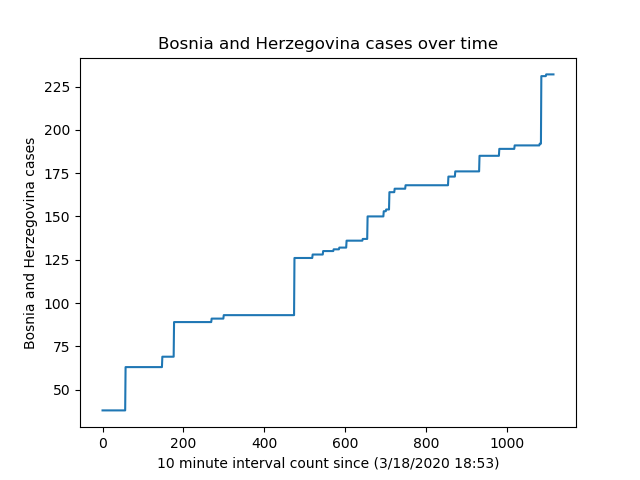 Bosnia and Herzegovina cases over time
225
200
175
150
125
100
75
50
Bosnia and Herzegovina cases
0 200 400 600 800 1000
10 minute interval count since (3/18/2020 18:53)